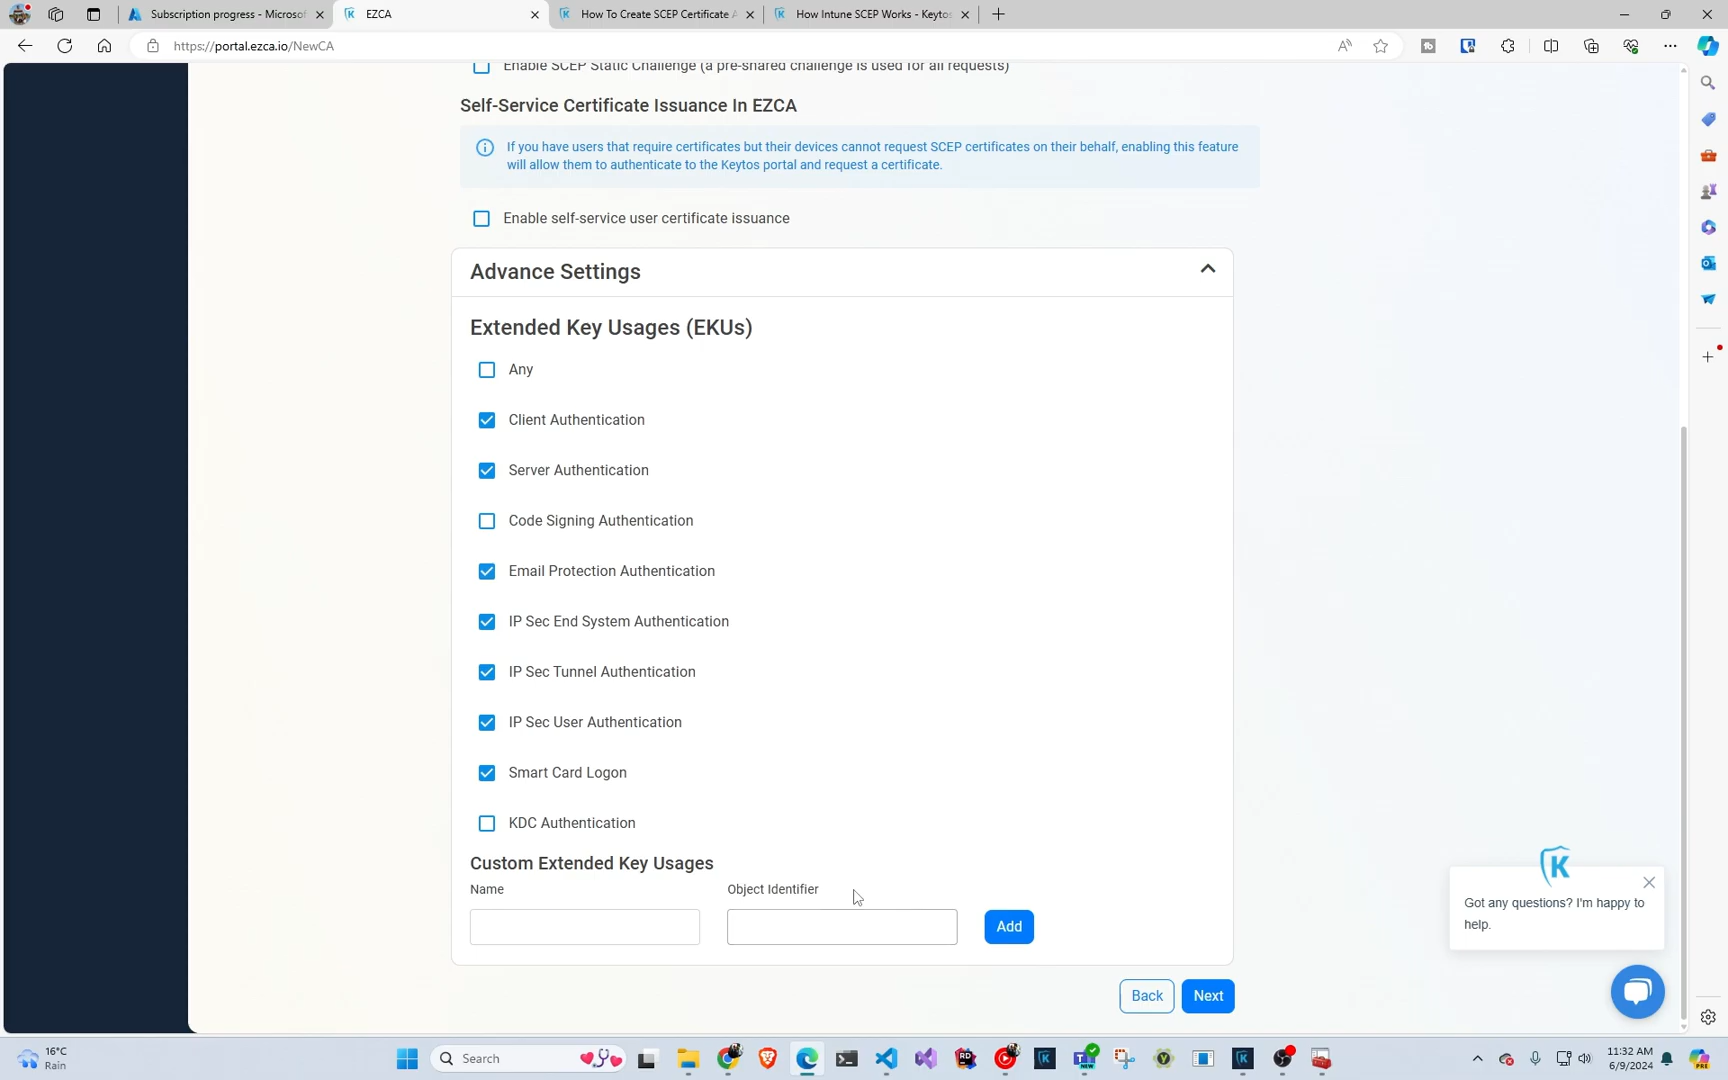 Subscription progress - Microsof
EZCA
How To Create SCEP Certificate A
How Intune SCEP Works - Keytos
https://portal.ezca.io/NewCA
Enable SCEP Static Challenge (a pre-shared challenge is used for all requests)
Self-Service Certificate Issuance In EZCA
If you have users that require certificates but their devices cannot request SCEP certificates on their behalf, enabling this feature
will allow them to authenticate to the Keytos portal and request a certificate.
Enable self-service user certificate issuance
Advance Settings
Extended Key Usages (EKUs)
Any
Client Authentication
Server Authentication
Code Signing Authentication
Email Protection Authentication
IP Sec End System Authentication
IP Sec Tunnel Authentication
IP Sec User Authentication
Smart Card Logon
KDC Authentication
Custom Extended Key Usages
Name
Object Identifier
Add
Got any questions? I'm happy to
help.
Back
Next
16°C
Rain
Search
11:32 AM
6/9/2024